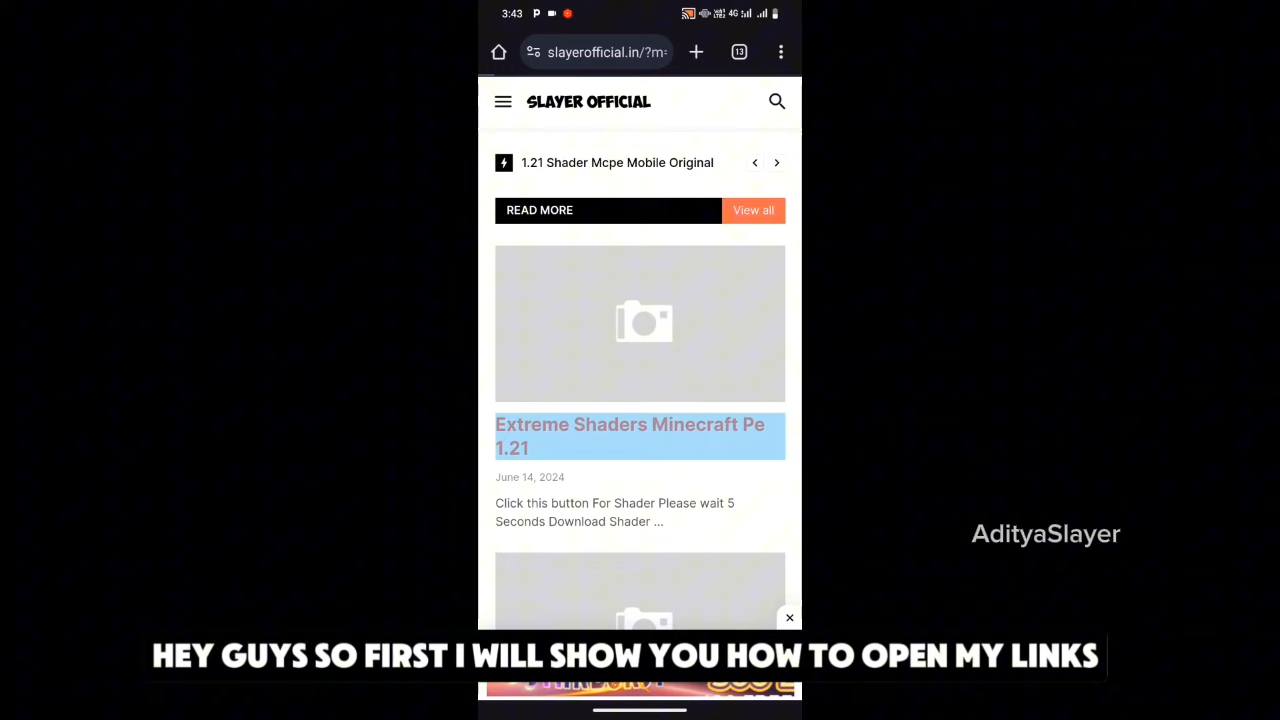 3:43
4G
slayerofficial.in/?m=
13
SLAYER OFFICIAL
1.21 Shader Mcpe Mobile Original
READ MORE
View all
Extreme Shaders Minecraft Pe
1.21
June 14, 2024
Click this button For Shader Please wait 5
Seconds Download Shader ...
AdityaSlayer
HEY GUYS SO FIRST I WILL SHOW YOU HOW TO OPEN MY LINKS